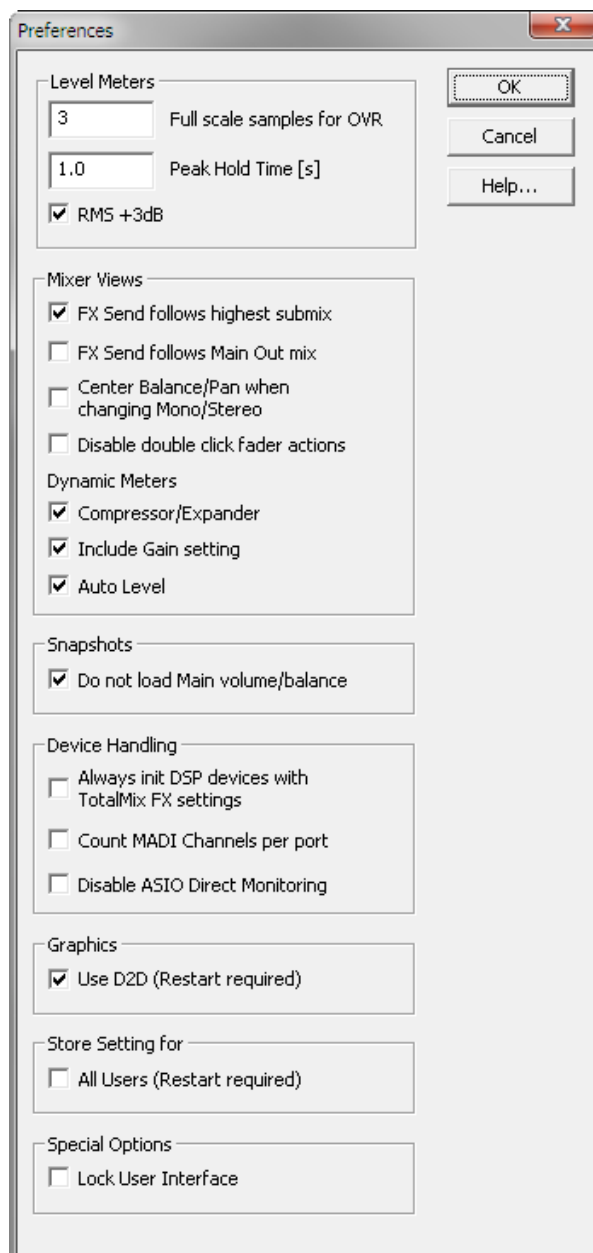 Preferences
Level Meters
3 Full scale samples for OVR
1.0 Peak Hold Time [s]
RMS +3dB
OK
Cancel
Help...
Mixer Views
FX Send follows highest submix
FX Send follows Main Out mix
Center Balance/Pan when
changing Mono/Stereo
Disable double click fader actions
Dynamic Meters
Compressor/Expander
Include Gain setting
Auto Level
Snapshots
Do not load Main volume/balance
Device Handling
Always init DSP devices with
TotalMix FX settings
Count MADI Channels per port
Disable ASIO Direct Monitoring
Graphics
Use D2D (Restart required)
Store Setting for
All Users (Restart required)
Special Options
Lock User Interface